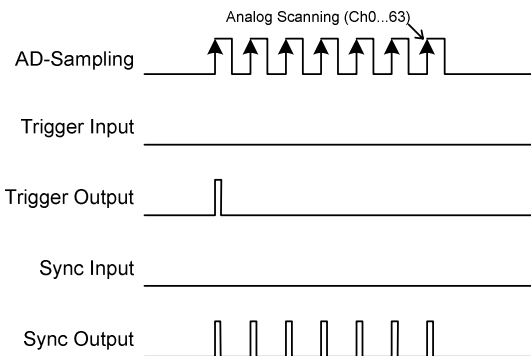 Analog Scanning (Ch0...63)
AD-Sampling
Trigger Input
Trigger Output
Sync Input
Sync Output